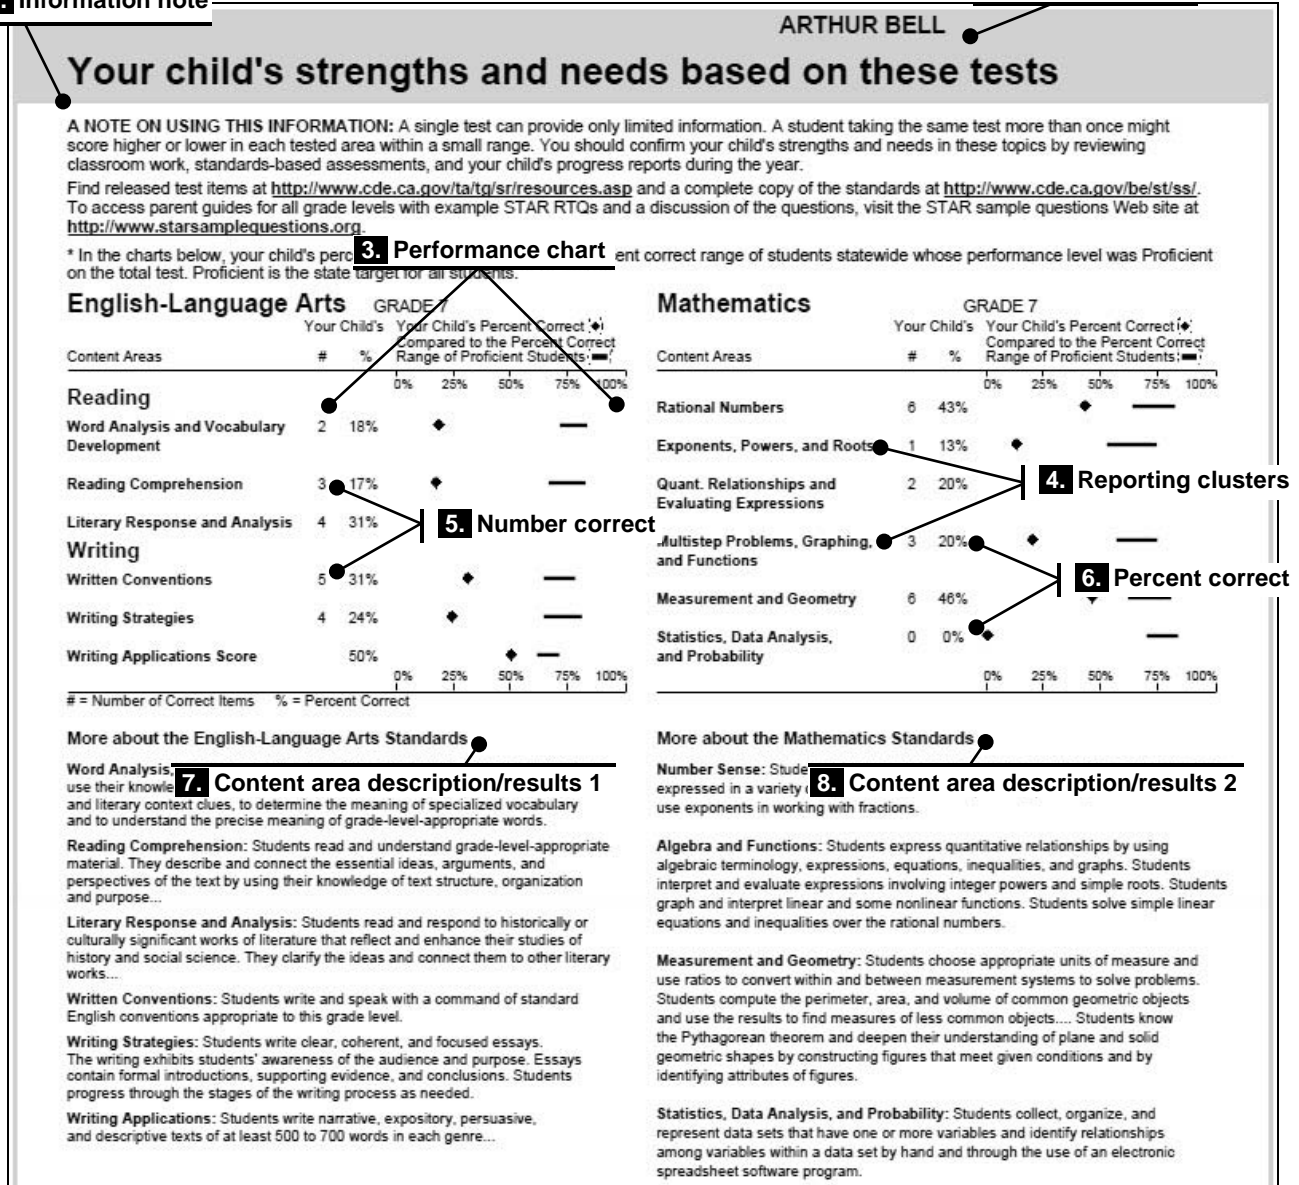 Information note
ARTHUR BELL
Your child's strengths and needs based on these tests
A NOTE ON USING THIS INFORMATION: A single test can provide only limited information. A student taking the same test more than once might
score higher or lower in each tested area within a small range. You should confirm your child's strengths and needs in these topics by reviewing
classroom work, standards-based assessments, and your child's progress reports during the year.
Find released test items at http://www.cde.ca.gov/ta/tg/sr/resources.asp and a complete copy of the standards at http://www.cde.ca.gov/be/st/ss/.
To access parent guides for all grade levels with example STAR RTQs and a discussion of the questions, visit the STAR sample questions Web site at
http://www.starsamplequestions.org.
* In the charts below, your child's perc 3. Performance chart ent correct range of students statewide whose performance level was Proficient
on the total test. Proficient is the state target for all students.
English-Language Arts GRADE 7
Your Child's Your Child's Percent Correct
Compared to the Percent Correct
Content Areas # % Range of Proficient Students
0% 25% 50% 75% 100%
Reading
Word Analysis and Vocabulary 2 18%
Development
Reading Comprehension 3 17%
Literary Response and Analysis 4 31%
5. Number correct
Writing
Written Conventions 5 31%
Writing Strategies 4 24%
Writing Applications Score 50%
0% 25% 50% 75% 100%
# = Number of Correct Items % = Percent Correct
Mathematics GRADE 7
Your Child's Your Child's Percent Correct
Compared to the Percent Correct
Content Areas # % Range of Proficient Students
0% 25% 50% 75% 100%
Rational Numbers 6 43%
Exponents, Powers, and Roots 1 13%
4. Reporting clusters
Quant. Relationships and 2 20%
Evaluating Expressions
Multistep Problems, Graphing, 3 20%
and Functions
6. Percent correct
Measurement and Geometry 6 46%
Statistics, Data Analysis, 0 0%
and Probability
0% 25% 50% 75% 100%
More about the English-Language Arts Standards
Word Analysis,
7. Content area description/results 1
use their knowle
and literary context clues, to determine the meaning of specialized vocabulary
and to understand the precise meaning of grade-level-appropriate words.
Reading Comprehension: Students read and understand grade-level-appropriate
material. They describe and connect the essential ideas, arguments, and
perspectives of the text by using their knowledge of text structure, organization
and purpose...
Literary Response and Analysis: Students read and respond to historically or
culturally significant works of literature that reflect and enhance their studies of
history and social science. They clarify the ideas and connect them to other literary
works...
Written Conventions: Students write and speak with a command of standard
English conventions appropriate to this grade level.
Writing Strategies: Students write clear, coherent, and focused essays.
The writing exhibits students' awareness of the audience and purpose. Essays
contain formal introductions, supporting evidence, and conclusions. Students
progress through the stages of the writing process as needed.
Writing Applications: Students write narrative, expository, persuasive,
and descriptive texts of at least 500 to 700 words in each genre...
More about the Mathematics Standards
Number Sense: Stude
8. Content area description/results 2
expressed in a variety
use exponents in working with fractions.
Algebra and Functions: Students express quantitative relationships by using
algebraic terminology, expressions, equations, inequalities, and graphs. Students
interpret and evaluate expressions involving integer powers and simple roots. Students
graph and interpret linear and some nonlinear functions. Students solve simple linear
equations and inequalities over the rational numbers.
Measurement and Geometry: Students choose appropriate units of measure and
use ratios to convert within and between measurement systems to solve problems.
Students compute the perimeter, area, and volume of common geometric objects
and use the results to find measures of less common objects.... Students know
the Pythagorean theorem and deepen their understanding of plane and solid
geometric shapes by constructing figures that meet given conditions and by
identifying attributes of figures.
Statistics, Data Analysis, and Probability: Students collect, organize, and
represent data sets that have one or more variables and identify relationships
among variables within a data set by hand and through the use of an electronic
spreadsheet software program.